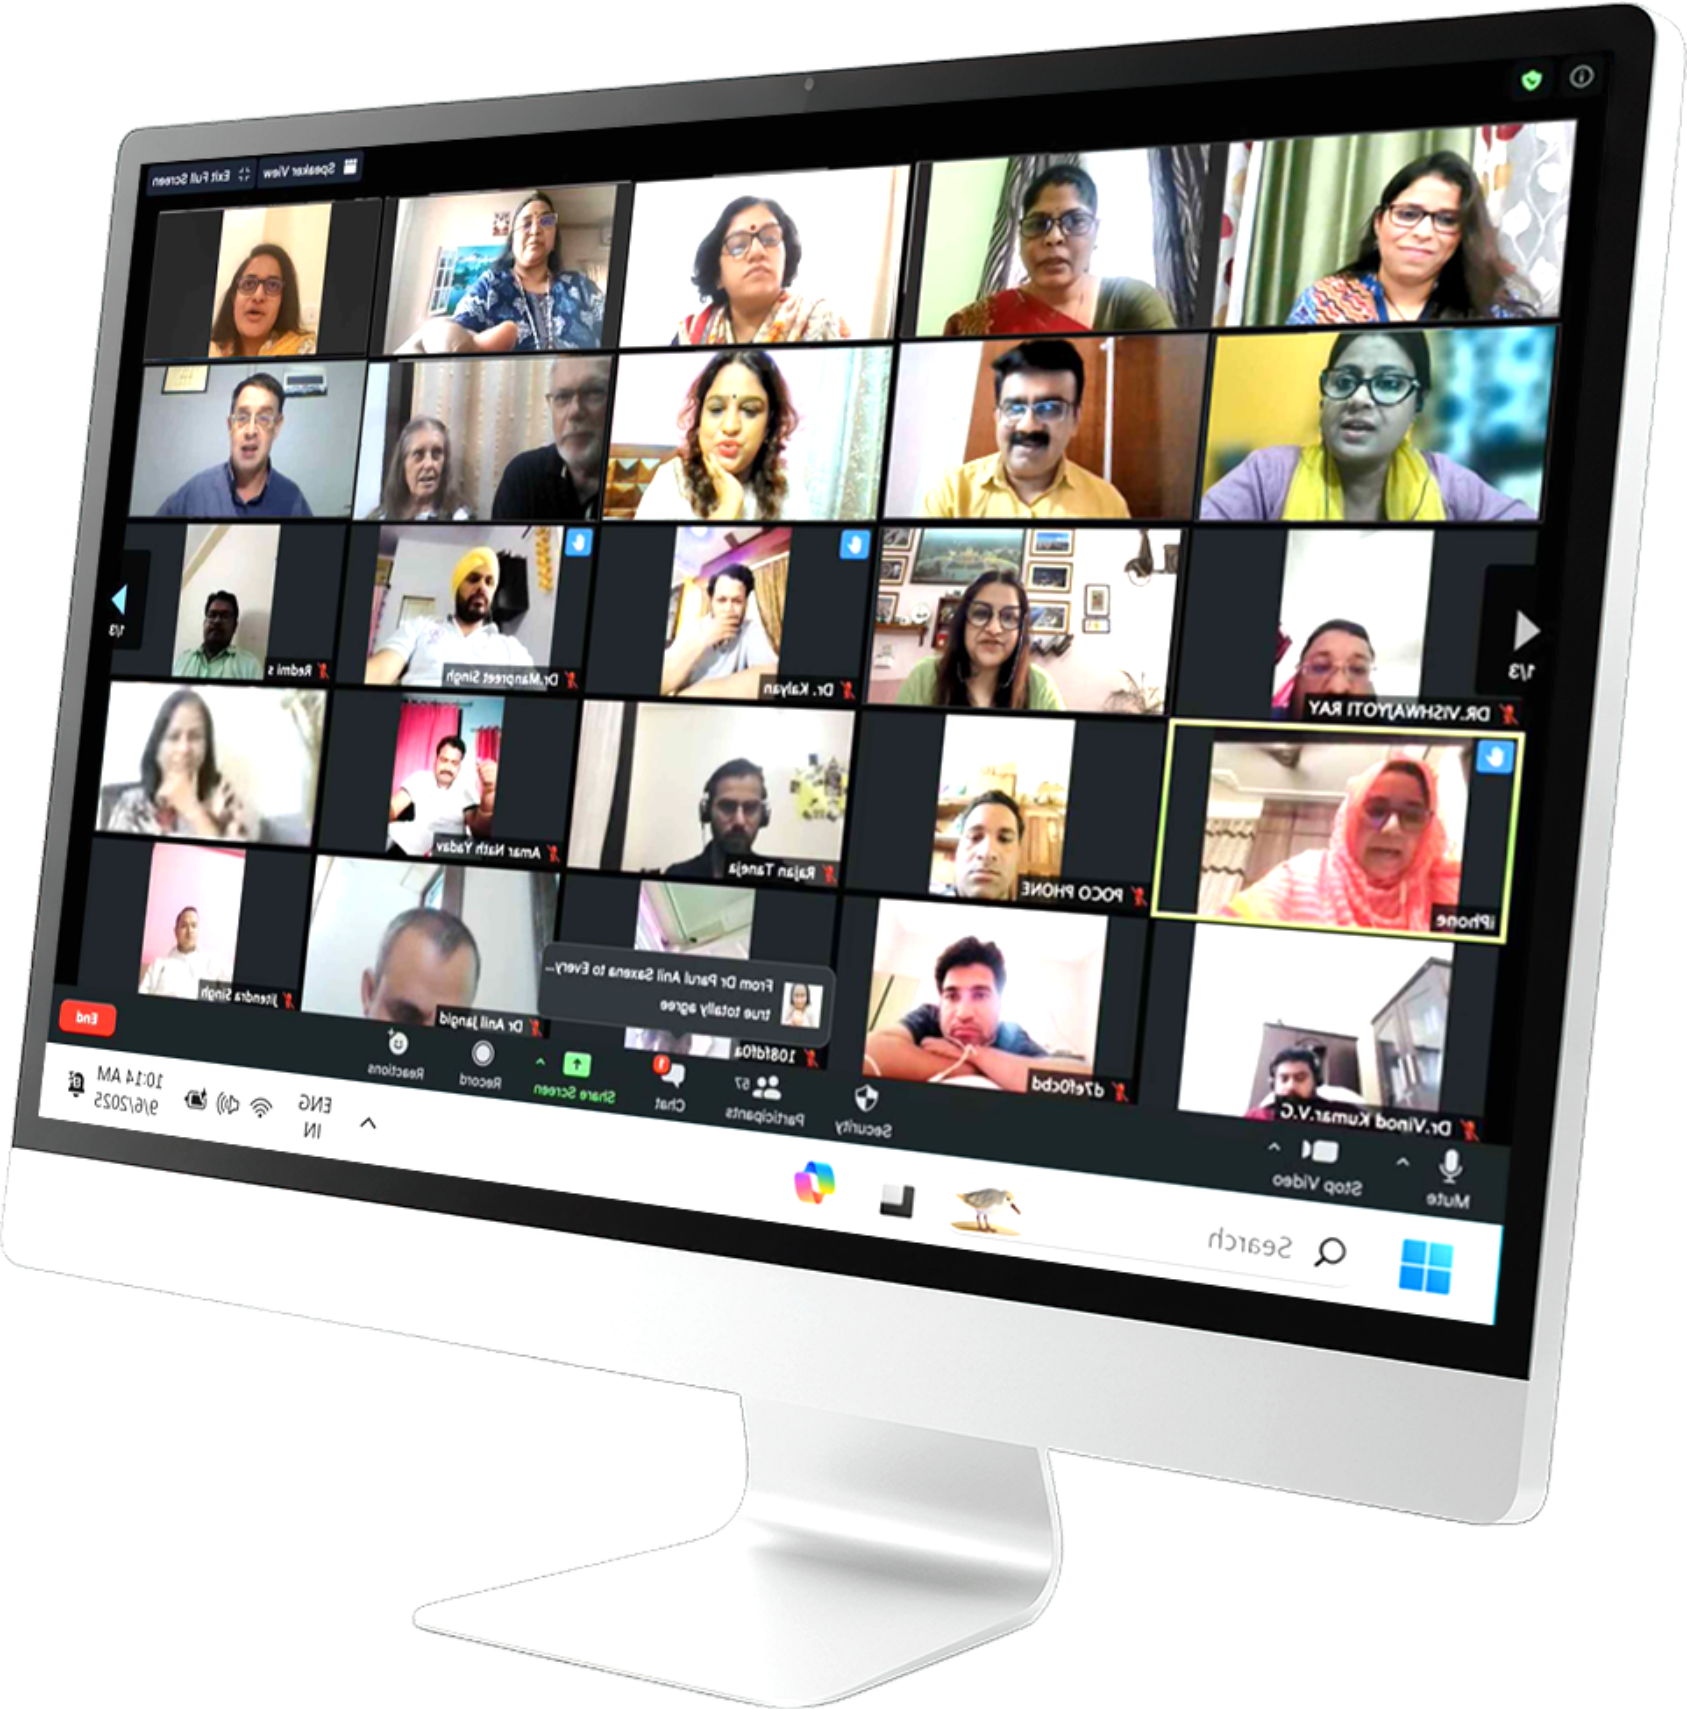 Speaker View
Exit Full Screen
Redmi s
Dr.Manpreet Singh
Dr. Kalyan
DR.VISHWAJYOTI RAY
1/3
1/3
Amar Nath Yadav
Rajan Taneja
POCO PHONE
iPhone
Jitendra Singh
Dr Anil Jangid
From Dr Parul Anil Saxena to Every...
true totally agree
108fdf0a
d7ef0cbd
Dr.Vinod Kumar.V.G
Mute
Stop Video
Security
Participants
57
Chat
1
Share Screen
Record
Reactions
End
Search
ENG
IN
10:14 AM
9/6/2025